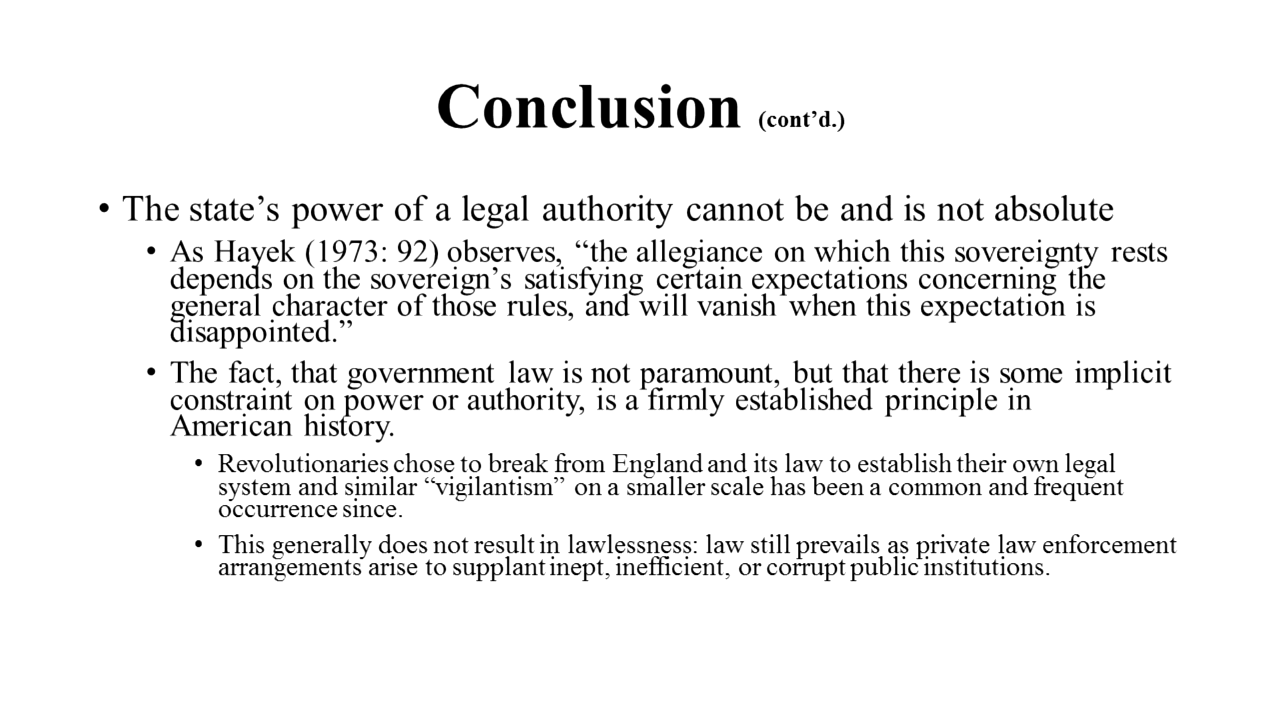 Conclusion (cont’d.)
• The state’s power of a legal authority cannot be and is not absolute
• As Hayek (1973: 92) observes, “the allegiance on which this sovereignty rests
depends on the sovereign’s satisfying certain expectations concerning the
general character of those rules, and will vanish when this expectation is
disappointed.”
• The fact, that government law is not paramount, but that there is some implicit
constraint on power or authority, is a firmly established principle in
American history.
• Revolutionaries chose to break from England and its law to establish their own legal
system and similar “vigilantism” on a smaller scale has been a common and frequent
occurrence since.
• This generally does not result in lawlessness: law still prevails as private law enforcement
arrangements arise to supplant inept, inefficient, or corrupt public institutions.